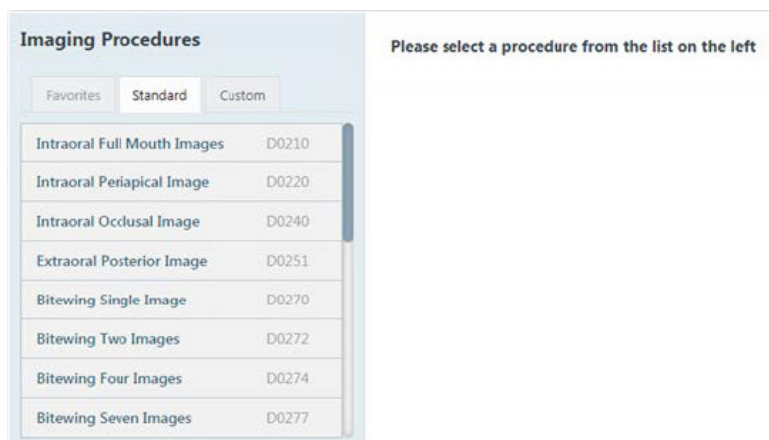 Imaging Procedures
Please select a procedure from the list on the left
Favorites Standard Custom
Intraoral Full Mouth Images D0210
Intraoral Periapical Image D0220
Intraoral Occlusal Image D0240
Extraoral Posterior Image D0251
Bitewing Single Image D0270
Bitewing Two Images D0272
Bitewing Four Images D0274
Bitewing Seven Images D0277